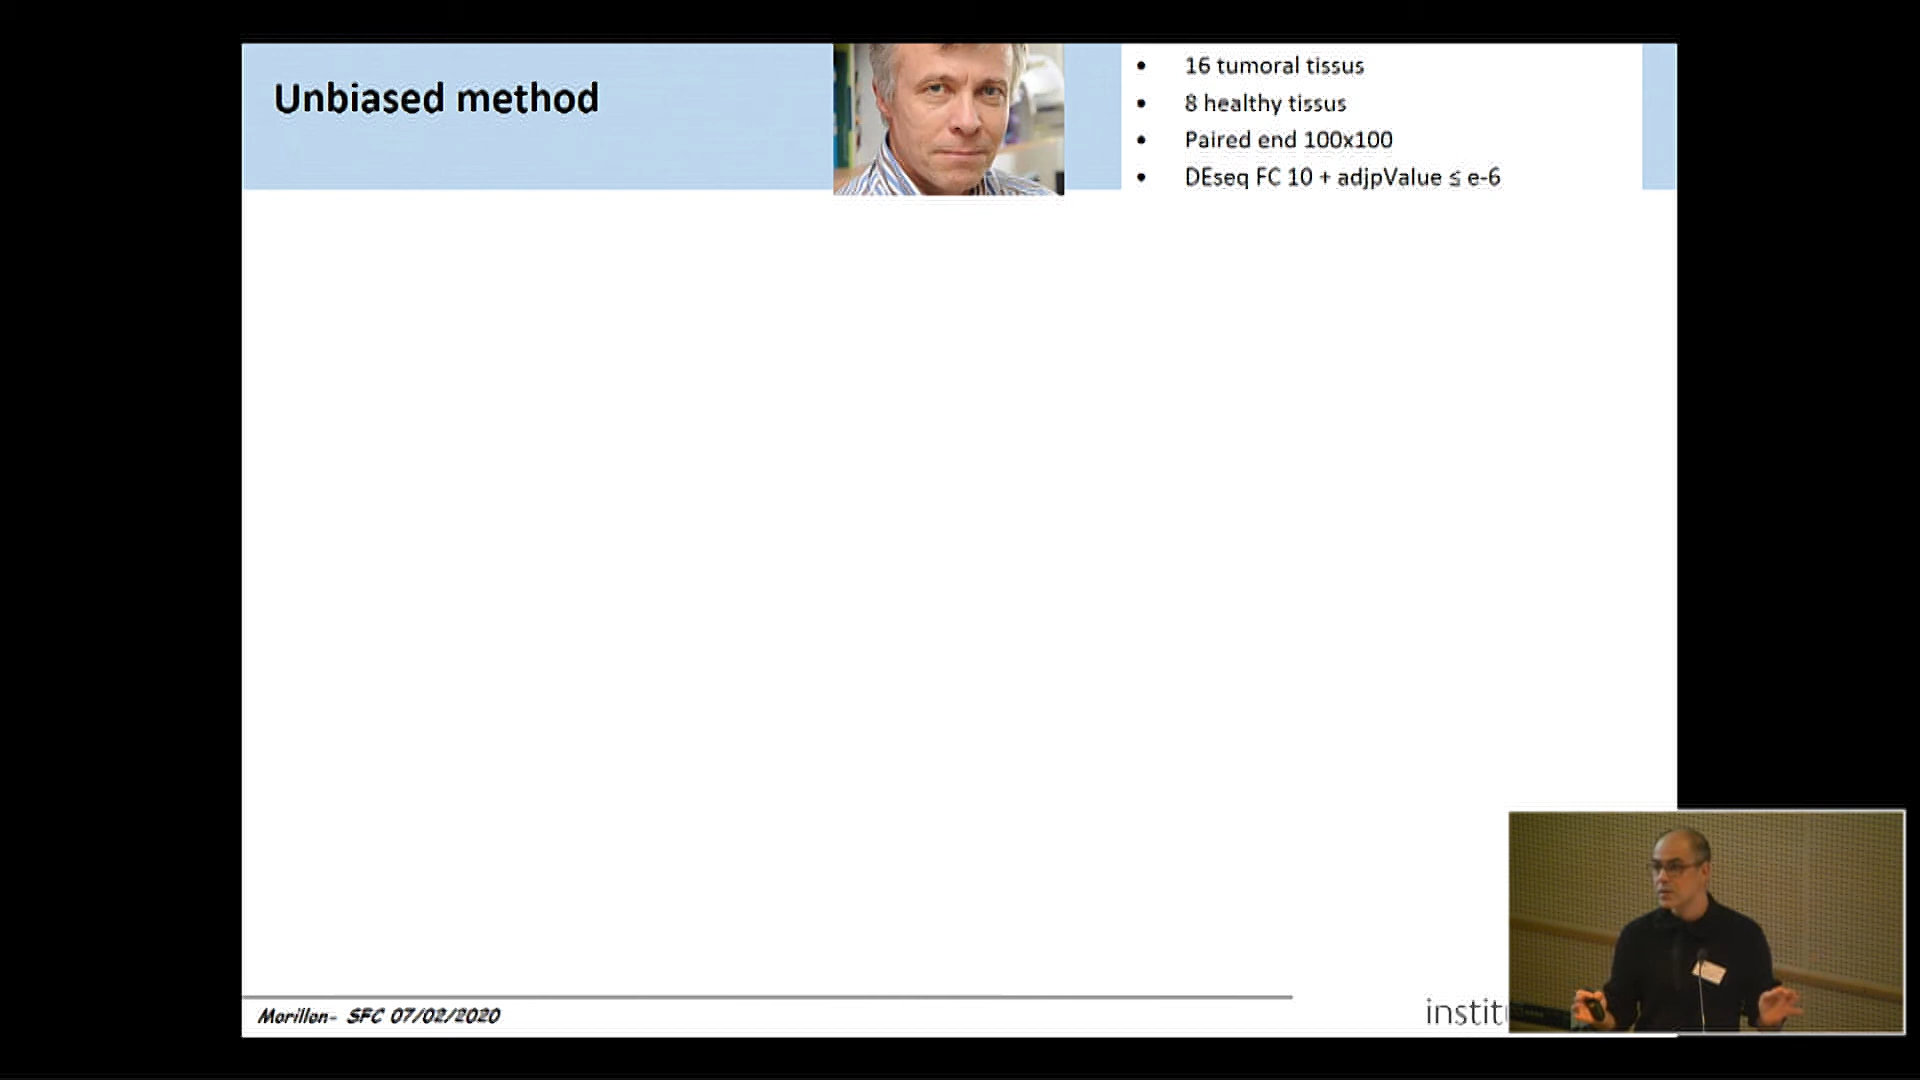 Unbiased method
• 16 tumoral tissus
• 8 healthy tissus
• Paired end 100x100
• DEseq FC 10 + adjpValue ≤ e-6
Morillon- SFC 07/02/2020
instit